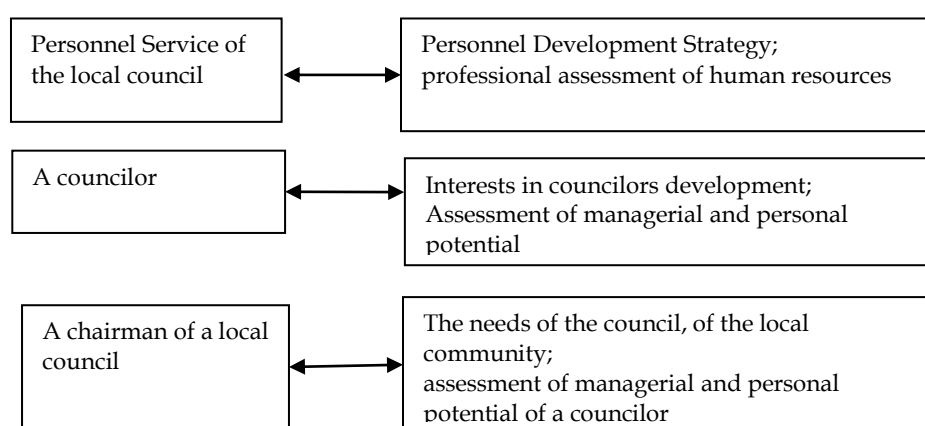 Personnel Service of
the local council
Personnel Development Strategy;
professional assessment of human resources
A councilor
Interests in councilors development;
Assessment of managerial and personal
potential
A chairman of a local
council
The needs of the council, of the local
community;
assessment of managerial and personal
potential of a councilor